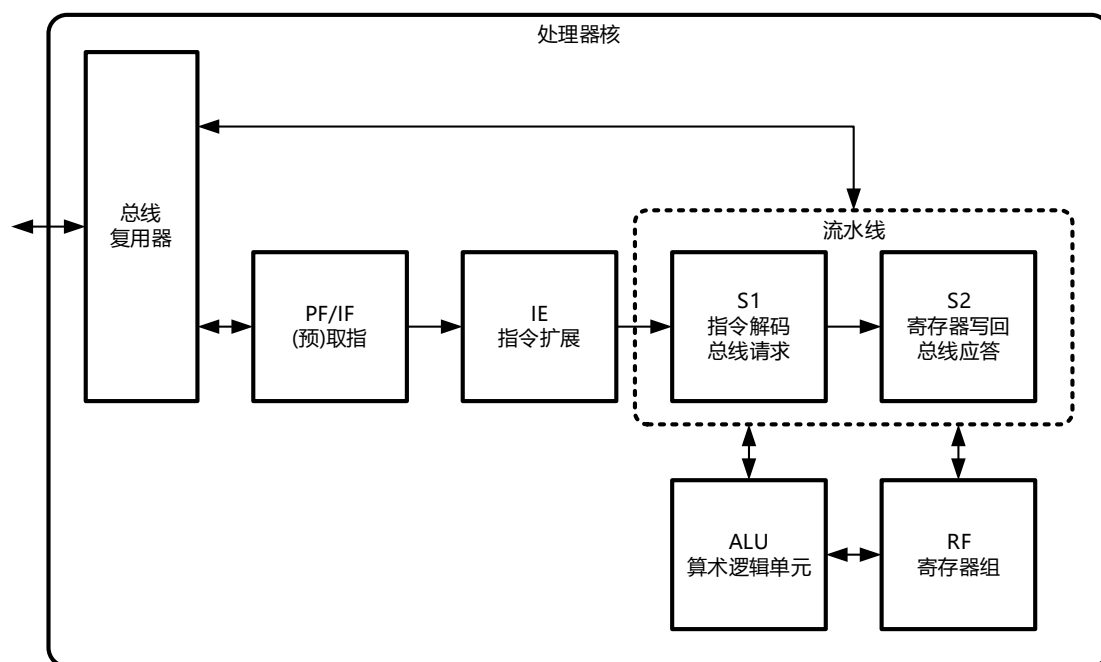 处理器核
总线
复用器
流水线
PF/IF
(预)取指
IE
指令扩展
S1
指令解码
总线请求
S2
寄存器写回
总线应答
ALU
算术逻辑单元
RF
寄存器组